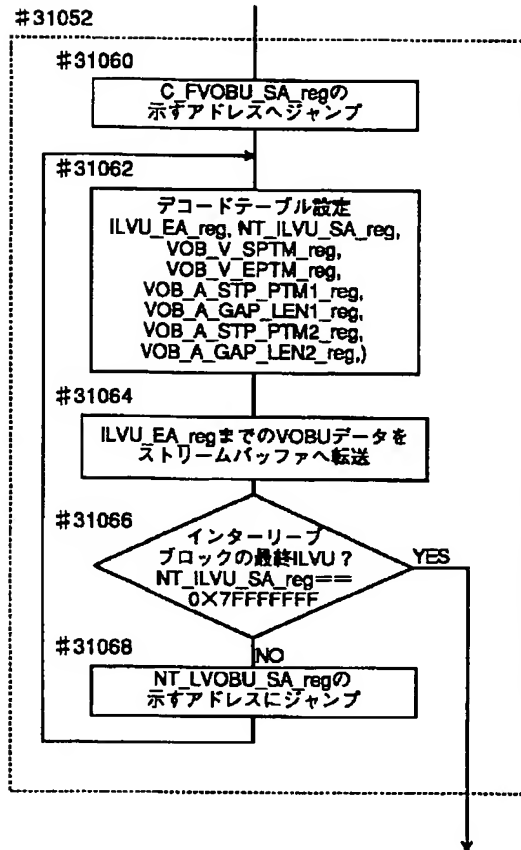 #31052
#31060
C_FVOBU_SA_regの
示すアドレスへジャンプ
#31062
デコードテーブル設定
ILVU_EA_reg, NT_ILVU_SA_reg,
VOB_V_SPTM_reg,
VOB_V_EPTM_reg,
VOB_A_STP_PTM1_reg,
VOB_A_GAP_LEN1_reg,
VOB_A_STP_PTM2_reg,
VOB_A_GAP_LEN2_reg,)
#31064
ILVU_EA_regまでのVOBUデータを
ストリームバッファへ転送
#31066
インターリーブ
ブロックの最終ILVU?
NT_ILVU_SA_reg==
0×7FFFFFFF
YES
NO
#31068
NT_LVOBU_SA_regの
示すアドレスにジャンプ